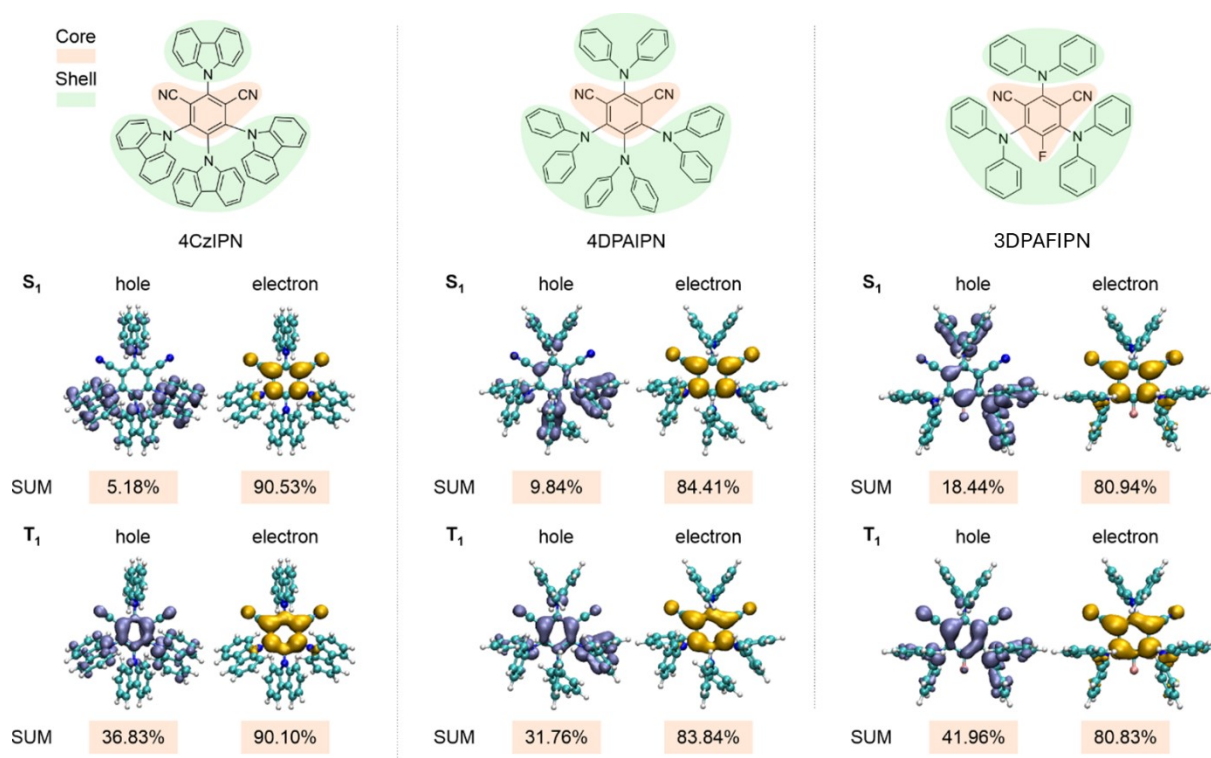 Core
Shell
N
NC CN
N N
N
4CzIPN
N
NC CN
N N
N
4DPAIPN
N
NC CN
N N
F
3DPAFIPN
S1 hole electron
S1 hole electron
S1 hole electron
SUM 5.18% 90.53%
SUM 9.84% 84.41%
SUM 18.44% 80.94%
T1 hole electron
T1 hole electron
T1 hole electron
SUM 36.83% 90.10%
SUM 31.76% 83.84%
SUM 41.96% 80.83%